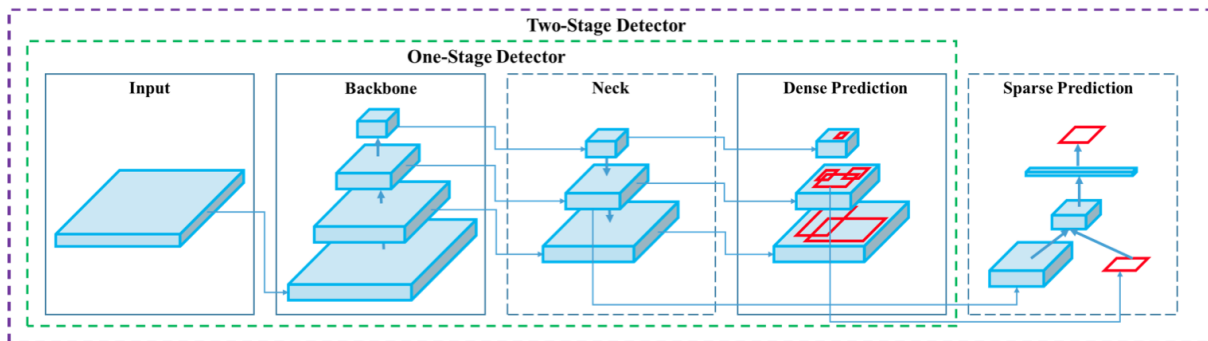 Two-Stage Detector
One-Stage Detector
Input
Backbone
Neck
Dense Prediction
Sparse Prediction